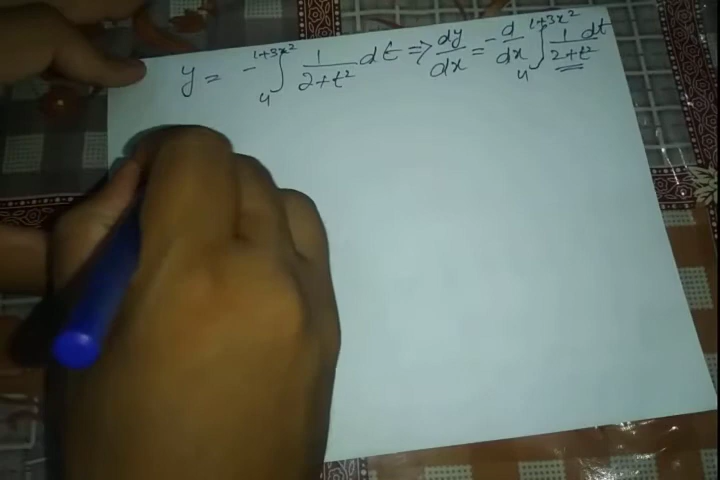 y = -∫₄^{1+3x²} 1/(2+t²) dt ⇒ dy/dx = -d/dx ∫₄^{1+3x²} 1/(2+t²) dt